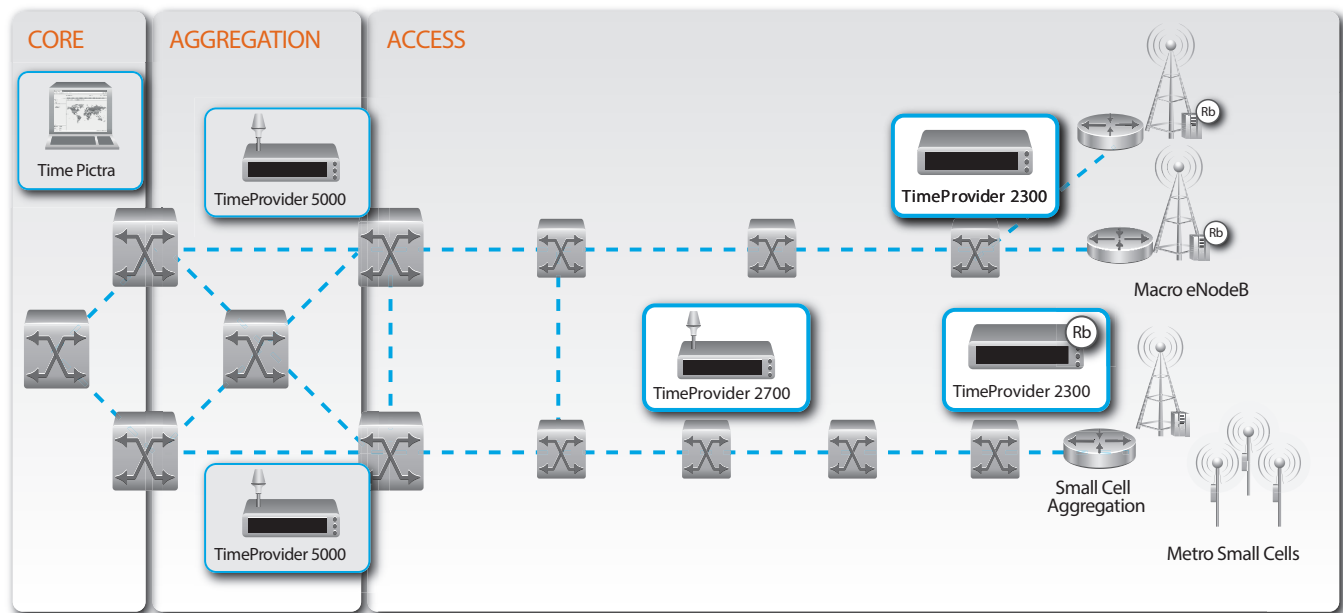 CORE
AGGREGATION
ACCESS
Time Pictra
TimeProvider 5000
TimeProvider 2300
Rb
Rb
Macro eNodeB
TimeProvider 2700
Rb
TimeProvider 2300
TimeProvider 5000
Small Cell
Aggregation
Metro Small Cells